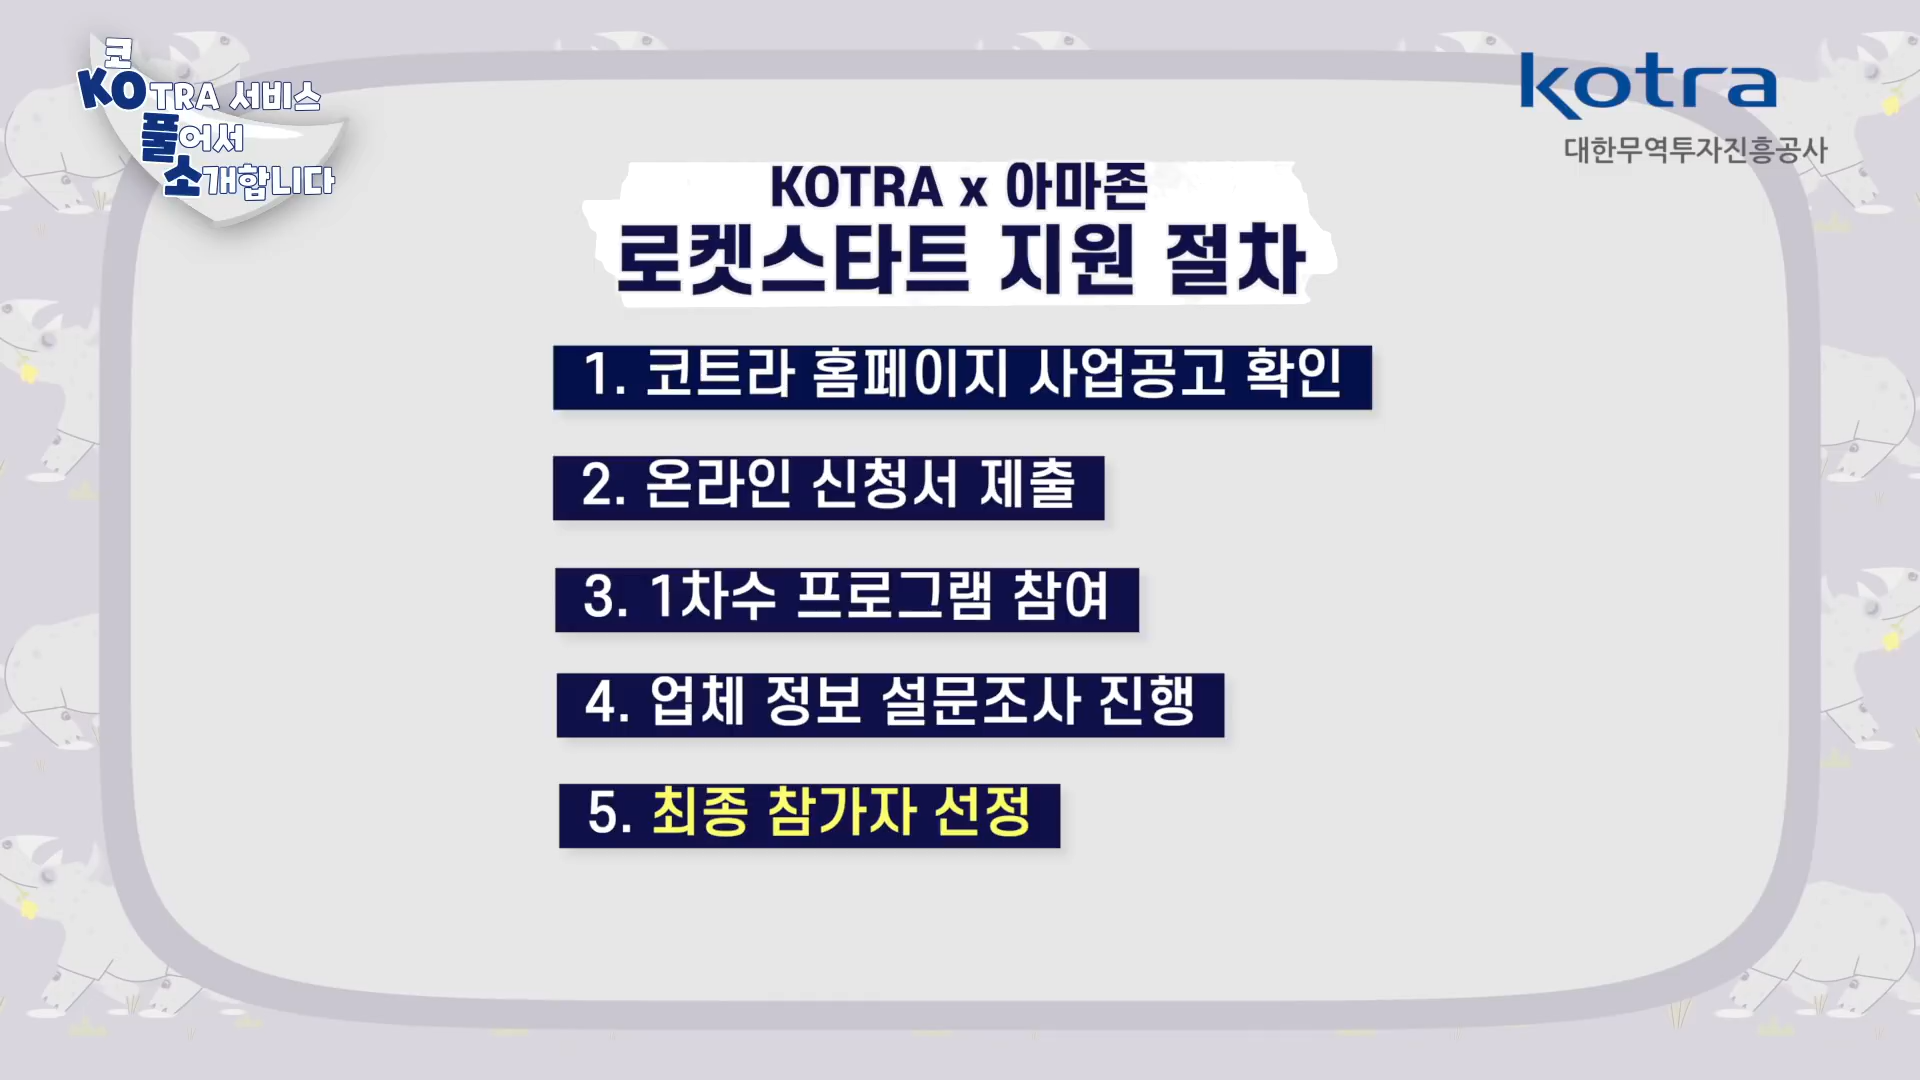 코
KOTRA 서비스
풀어서
소개합니다
kotra
대한무역투자진흥공사
KOTRA x 아마존
로켓스타트 지원 절차
1. 코트라 홈페이지 사업공고 확인
2. 온라인 신청서 제출
3. 1차수 프로그램 참여
4. 업체 정보 설문조사 진행
5. 최종 참가자 선정